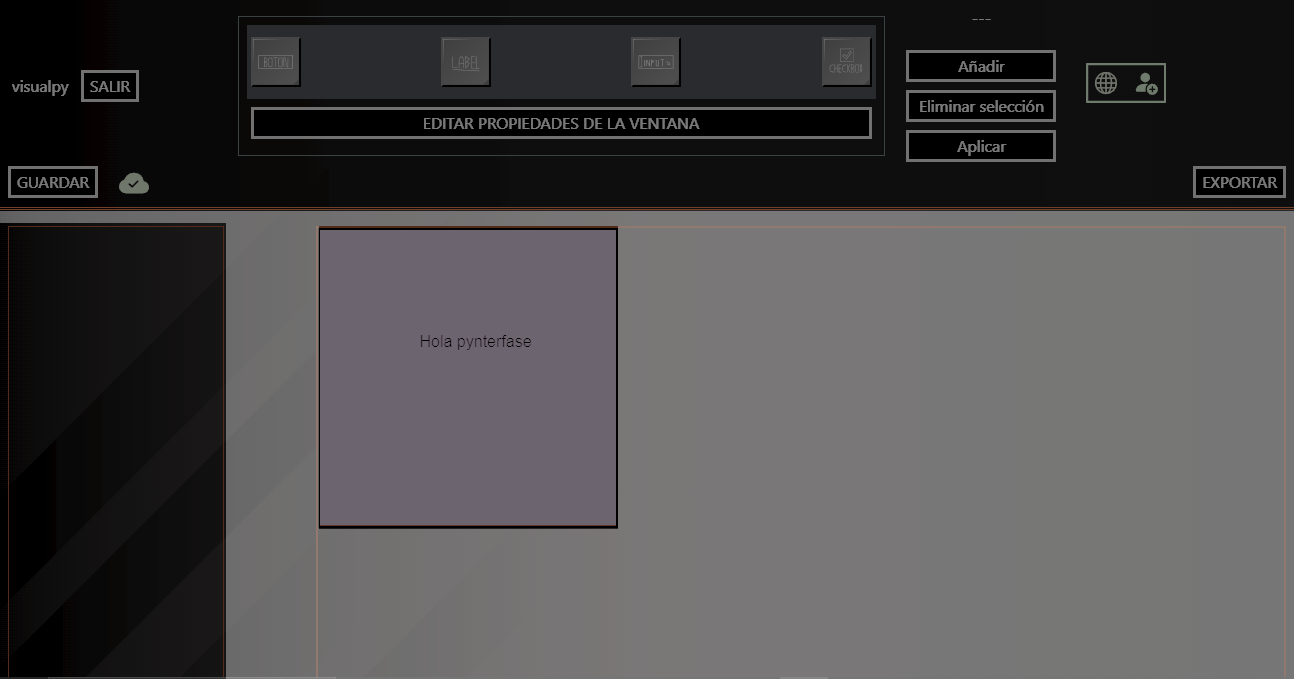 ---
BOTON
LABEL
INPUT
CHECKBOX
Añadir
visualpy
SALIR
Eliminar selección
EDITAR PROPIEDADES DE LA VENTANA
Aplicar
GUARDAR
EXPORTAR
Hola pynterfase